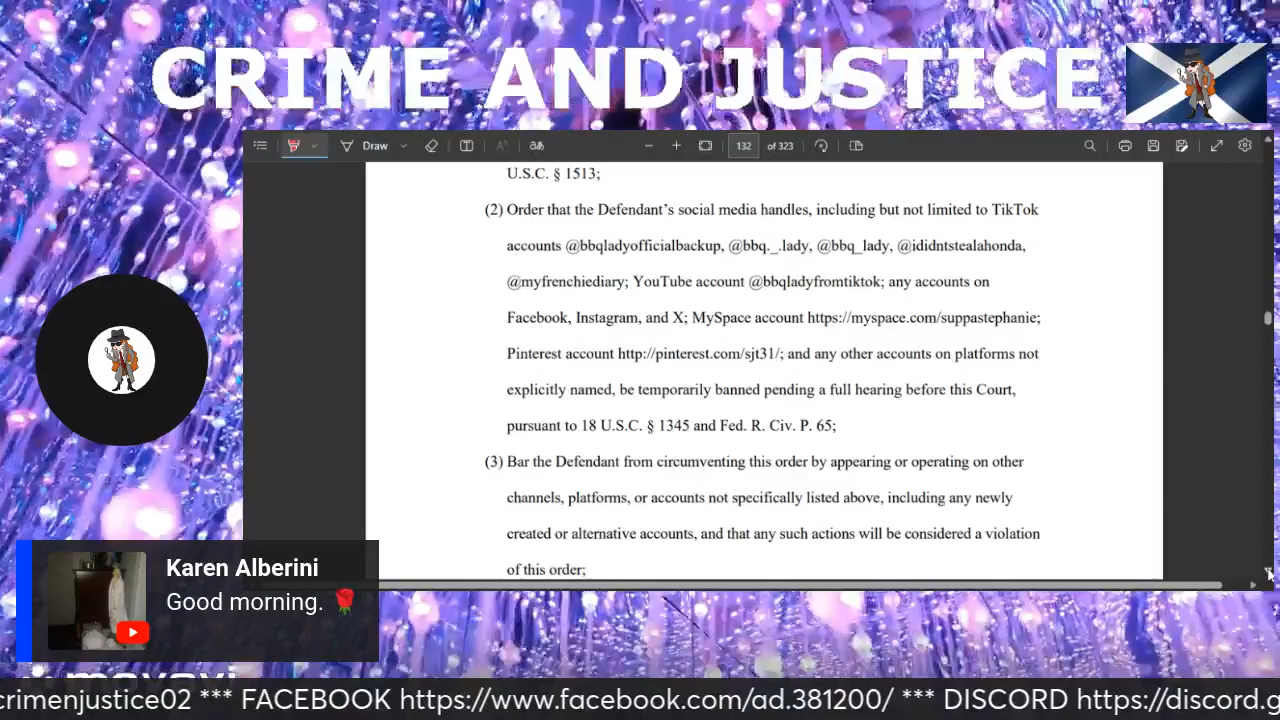 CRIME AND JUSTICE
Draw
132
of 323
U.S.C. § 1513;
(2) Order that the Defendant's social media handles, including but not limited to TikTok
accounts @bbqladyofficialbackup, @bbq._.lady, @bbq_lady, @ididntstealahonda,
@myfrenchiediary; YouTube account @bbqladyfromtiktok; any accounts on
Facebook, Instagram, and X; MySpace account https://myspace.com/suppastephanie;
Pinterest account http://pinterest.com/sjt31/; and any other accounts on platforms not
explicitly named, be temporarily banned pending a full hearing before this Court,
pursuant to 18 U.S.C. § 1345 and Fed. R. Civ. P. 65;
(3) Bar the Defendant from circumventing this order by appearing or operating on other
channels, platforms, or accounts not specifically listed above, including any newly
created or alternative accounts, and that any such actions will be considered a violation
of this order;
Karen Alberini
Good morning. 🌹
crimenjustice02 *** FACEBOOK https://www.facebook.com/ad.381200/ *** DISCORD https://discord.g